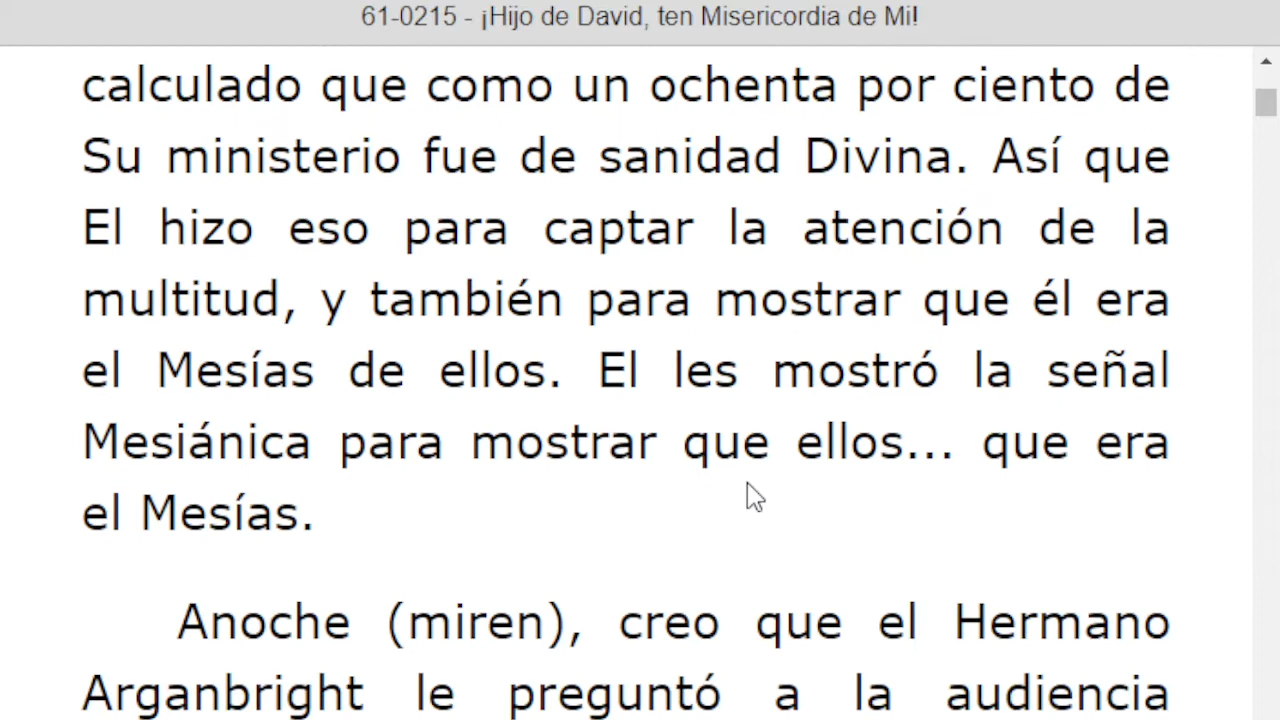 61-0215 - ¡Hijo de David, ten Misericordia de Mi!
calculado que como un ochenta por ciento de
Su ministerio fue de sanidad Divina. Así que
El hizo eso para captar la atención de la
multitud, y también para mostrar que él era
el Mesías de ellos. El les mostró la señal
Mesiánica para mostrar que ellos... que era
el Mesías.
Anoche (miren), creo que el Hermano
Arganbright le preguntó a la audiencia